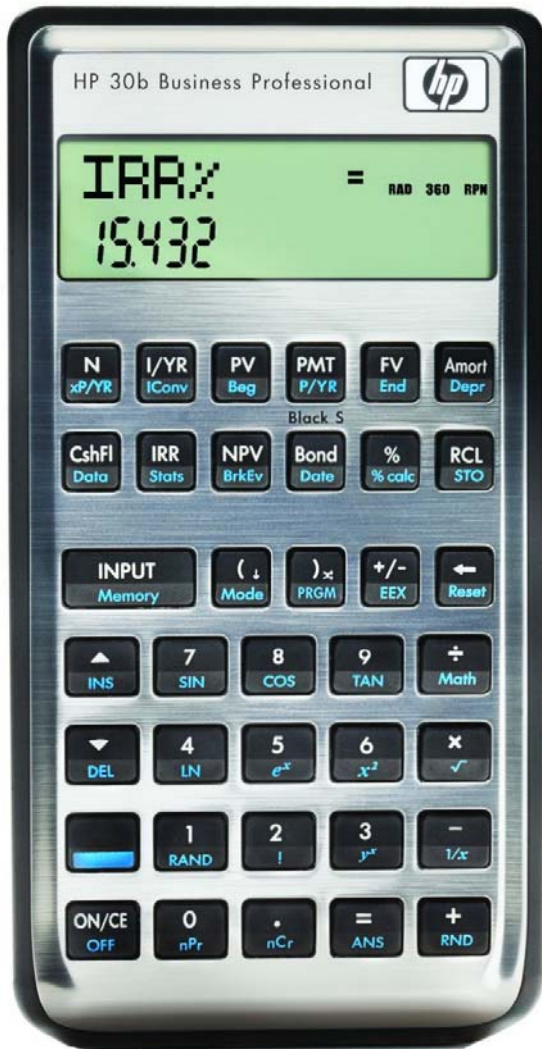 HP 30b Business Professional hp
IRR% = RAD 360 RPN
15.432
N I/YR PV PMT FV Amort
xP/YR IConv Beg P/YR End Depr
Black S
CshFl IRR NPV Bond % RCL
Data Stats BrkEv Date % calc STO
INPUT ( ↓ ) x +/- ←
Memory Mode PRGM EEX Reset
▲ 7 8 9 ÷
INS SIN COS TAN Math
▼ 4 5 6 ×
DEL LN eˣ x² √
1 2 3 −
RAND ! yˣ 1/x
ON/CE 0 . = +
OFF nPr nCr ANS RND